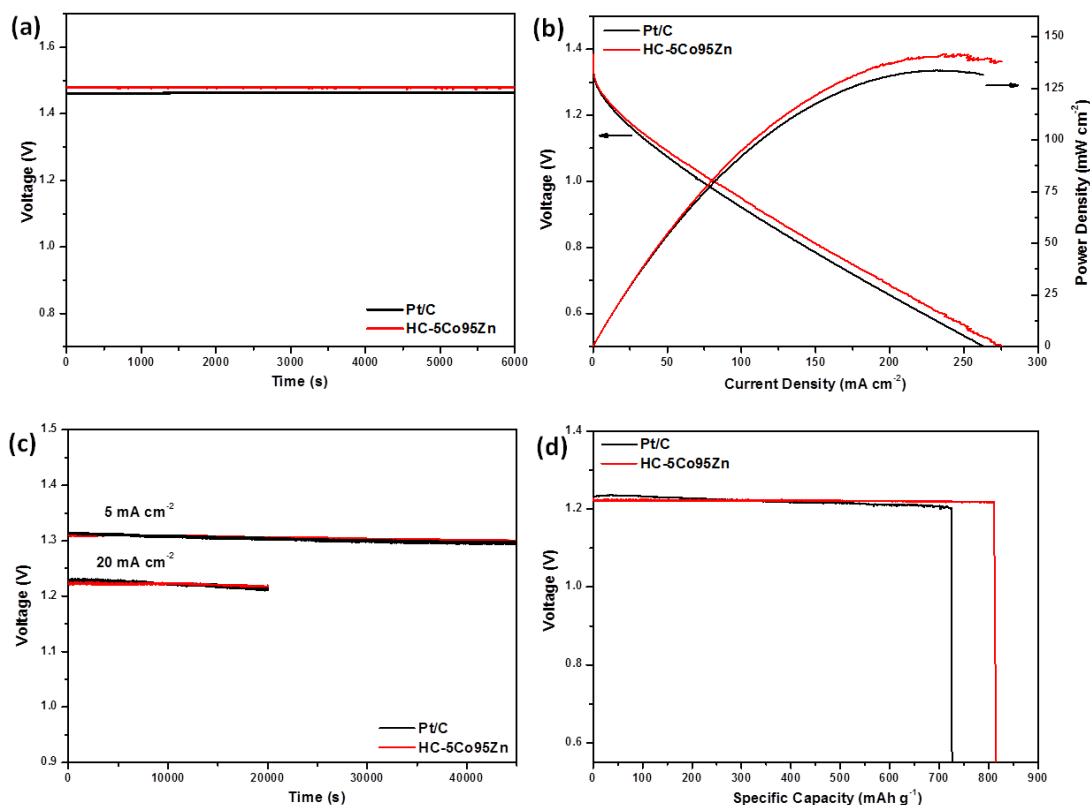 (a)
Voltage (V)
1.6
1.4
1.2
1.0
0.8
Pt/C
HC-5Co95Zn
0 1000 2000 3000 4000 5000 6000
Time (s)
(b)
Pt/C
HC-5Co95Zn
Voltage (V)
1.4
1.2
1.0
0.8
0.6
Power Density (mW cm⁻²)
150
125
100
75
50
25
0
0 50 100 150 200 250 300
Current Density (mA cm⁻²)
(c)
Voltage (V)
1.5
1.4
1.3
1.2
1.1
1.0
0.9
5 mA cm⁻²
20 mA cm⁻²
Pt/C
HC-5Co95Zn
0 10000 20000 30000 40000
Time (s)
(d)
Pt/C
HC-5Co95Zn
Voltage (V)
1.4
1.2
1.0
0.8
0.6
0 100 200 300 400 500 600 700 800 900
Specific Capacity (mAh g⁻¹)